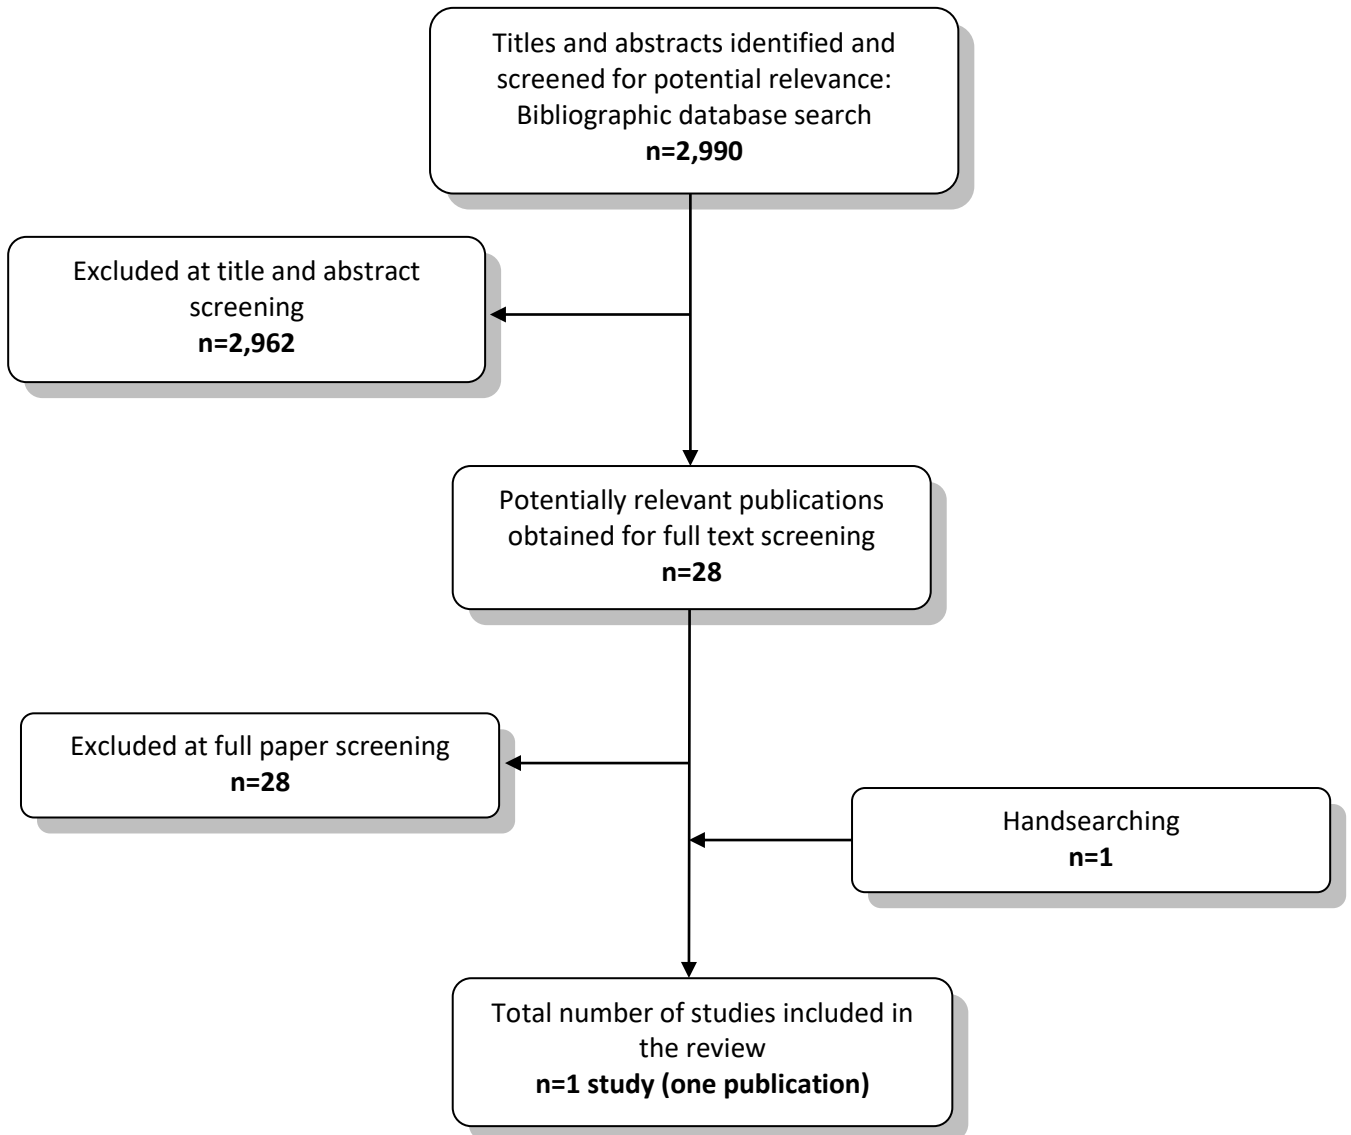 Titles and abstracts identified and
screened for potential relevance:
Bibliographic database search
n=2,990
Excluded at title and abstract
screening
n=2,962
Potentially relevant publications
obtained for full text screening
n=28
Excluded at full paper screening
n=28
Handsearching
n=1
Total number of studies included in
the review
n=1 study (one publication)